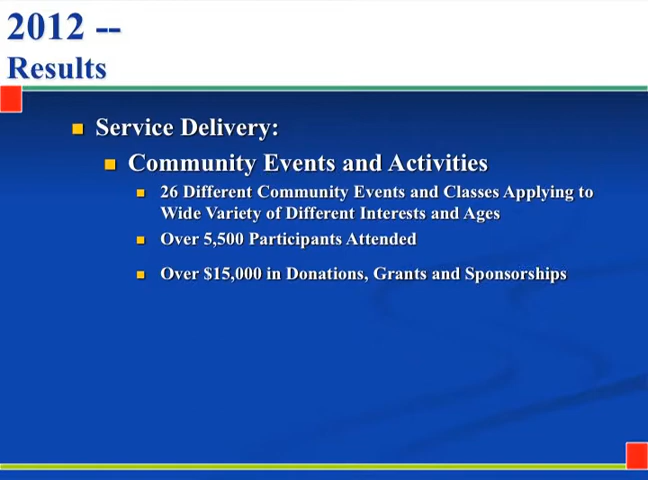 2012 --
Results
Service Delivery:
Community Events and Activities
26 Different Community Events and Classes Applying to
Wide Variety of Different Interests and Ages
Over 5,500 Participants Attended
Over $15,000 in Donations, Grants and Sponsorships